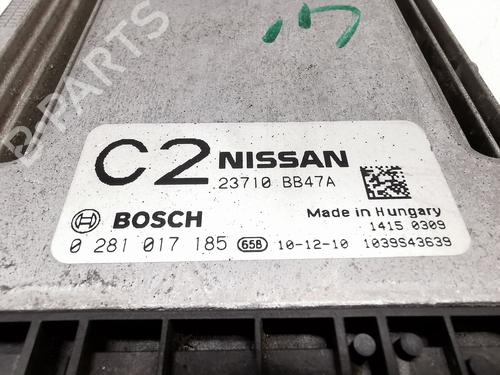 C2 NISSAN
23710 BB47A
BOSCH
Made in Hungary
1415 0309
0 281 017 185 658 10-12-10 1039S43639
B-PARTS